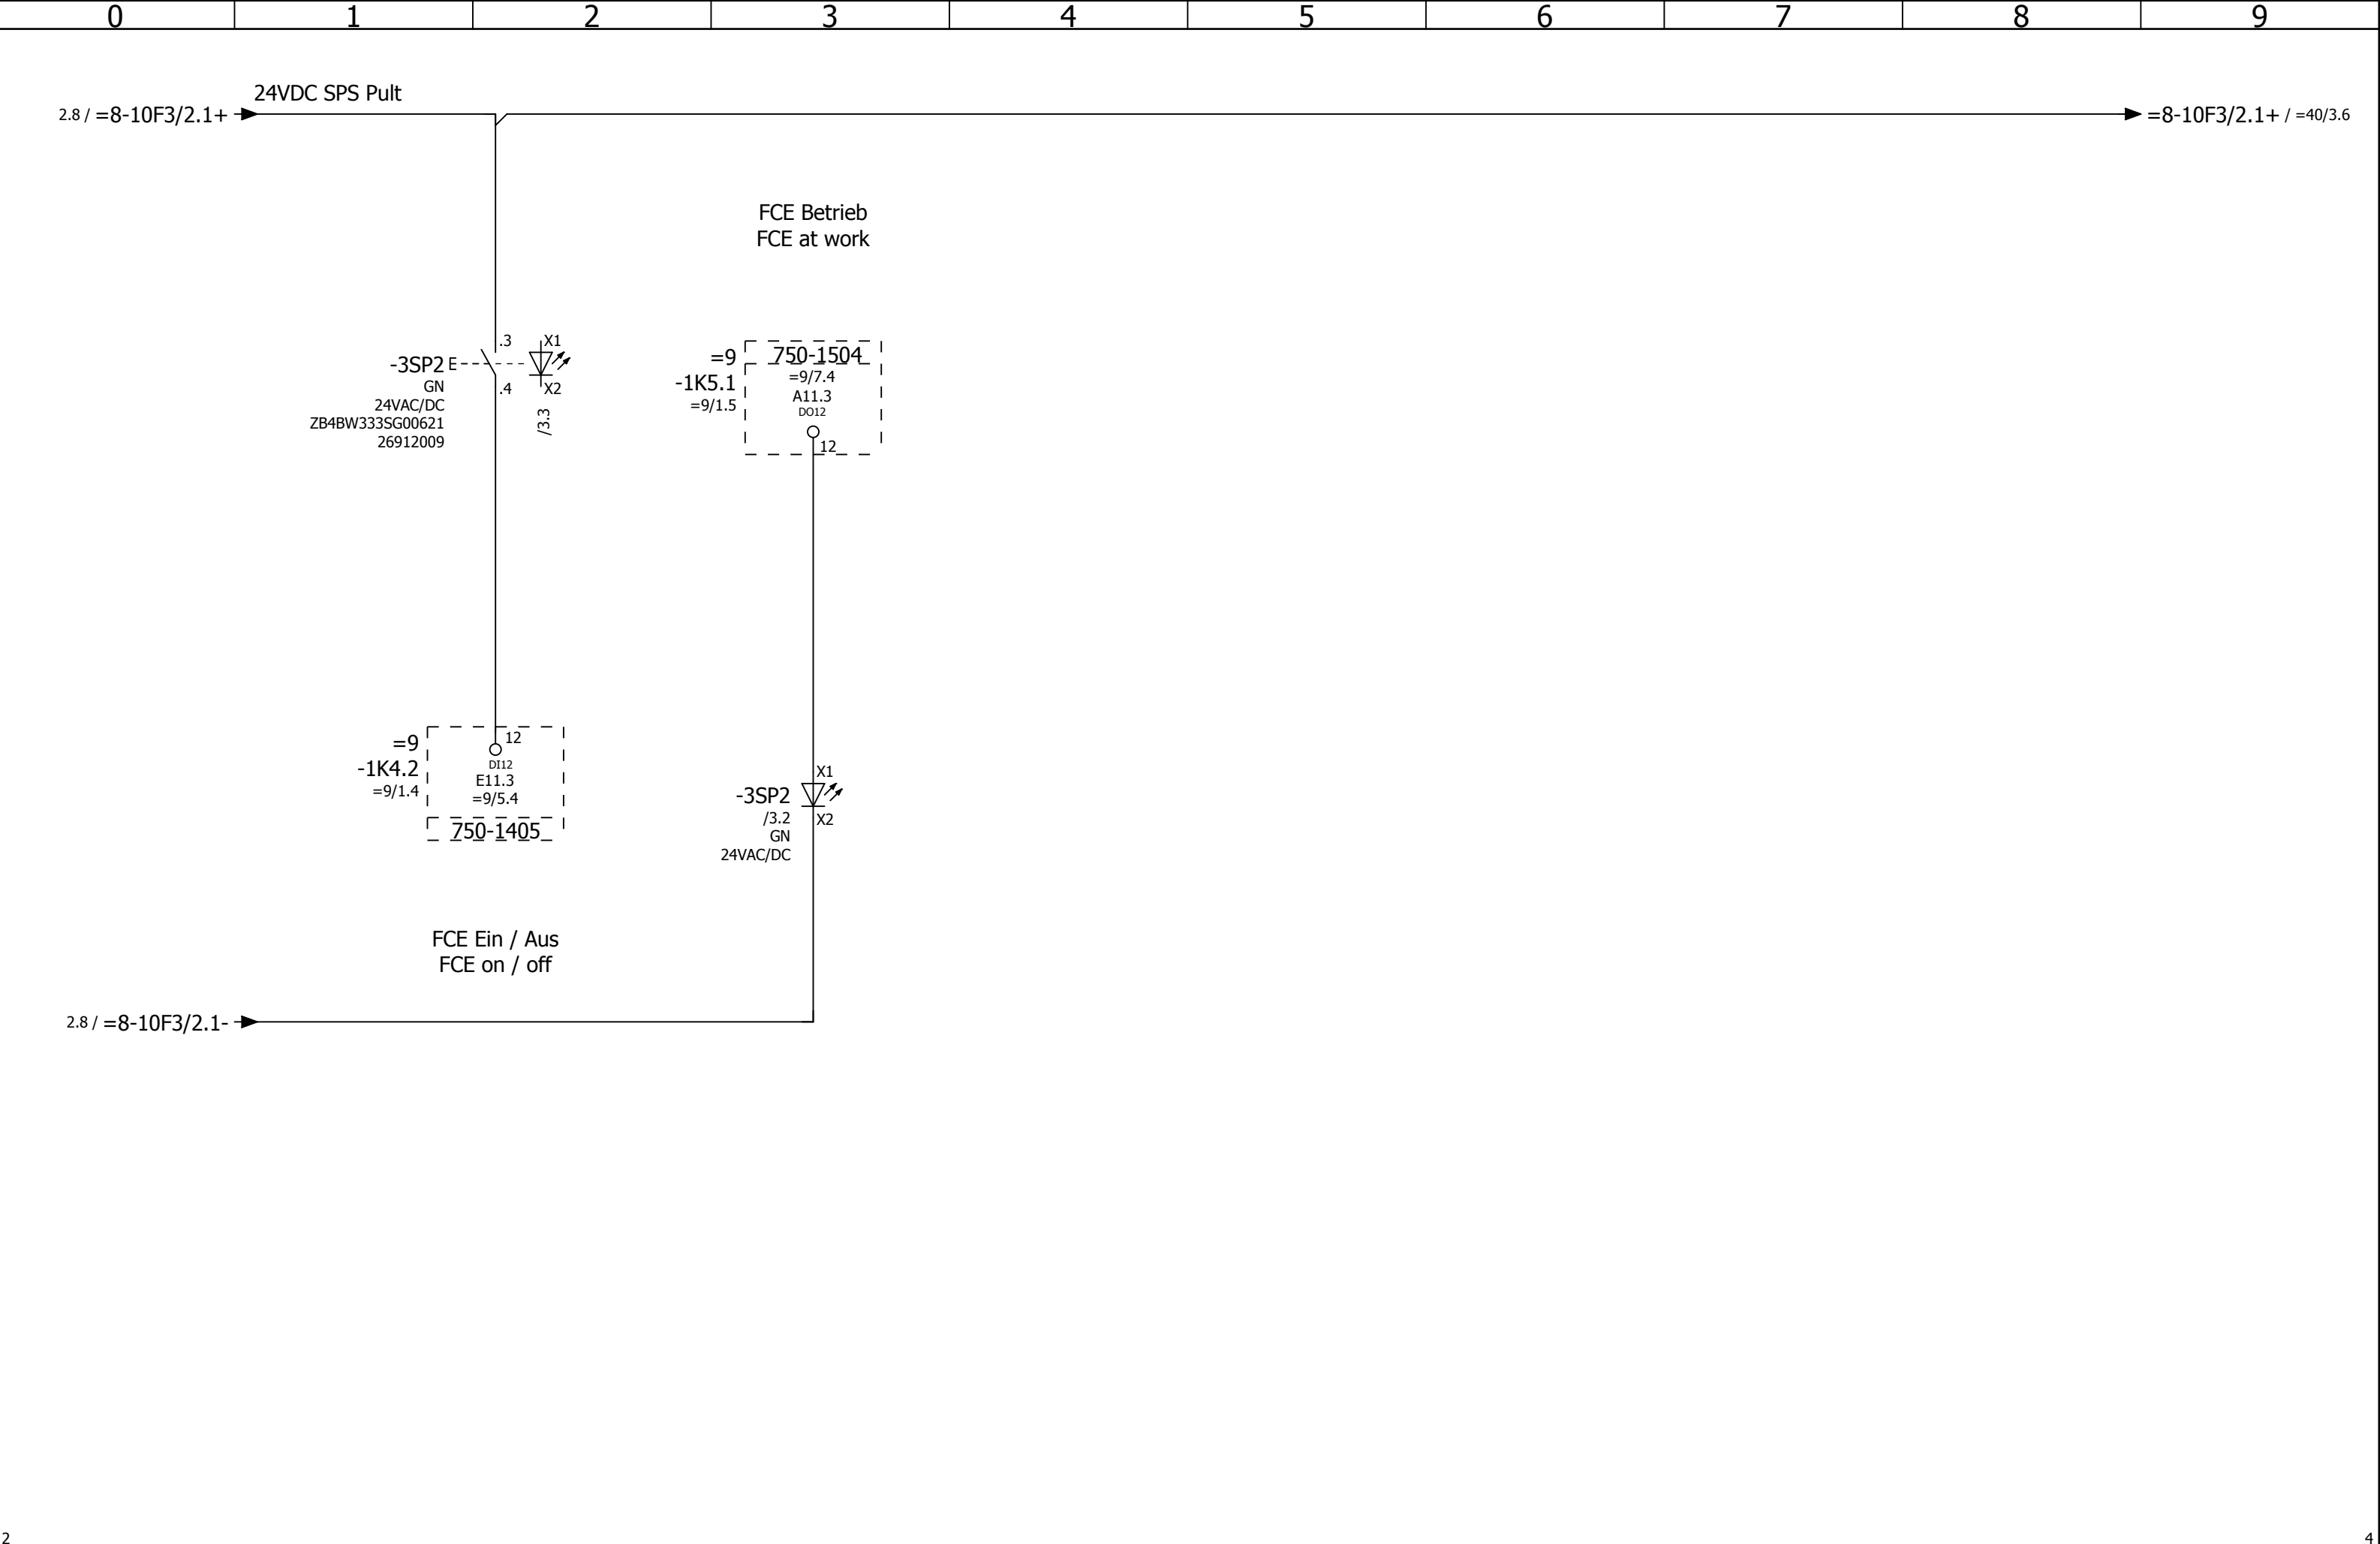 0 1 2 3 4 5 6 7 8 9
24VDC SPS Pult
2.8 / =8-10F3/2.1+
=8-10F3/2.1+ / =40/3.6
FCE Betrieb
FCE at work
-3SP2 E
GN
24VAC/DC
ZB4BW333SG00621
26912009
.3
.4
X1
X2
/3.3
=9
-1K5.1
=9/1.5
750-1504
=9/7.4
A11.3
DO12
12
=9
-1K4.2
=9/1.4
12
DI12
E11.3
=9/5.4
750-1405
-3SP2
/3.2
GN
24VAC/DC
X1
X2
FCE Ein / Aus
FCE on / off
2.8 / =8-10F3/2.1-
2
4